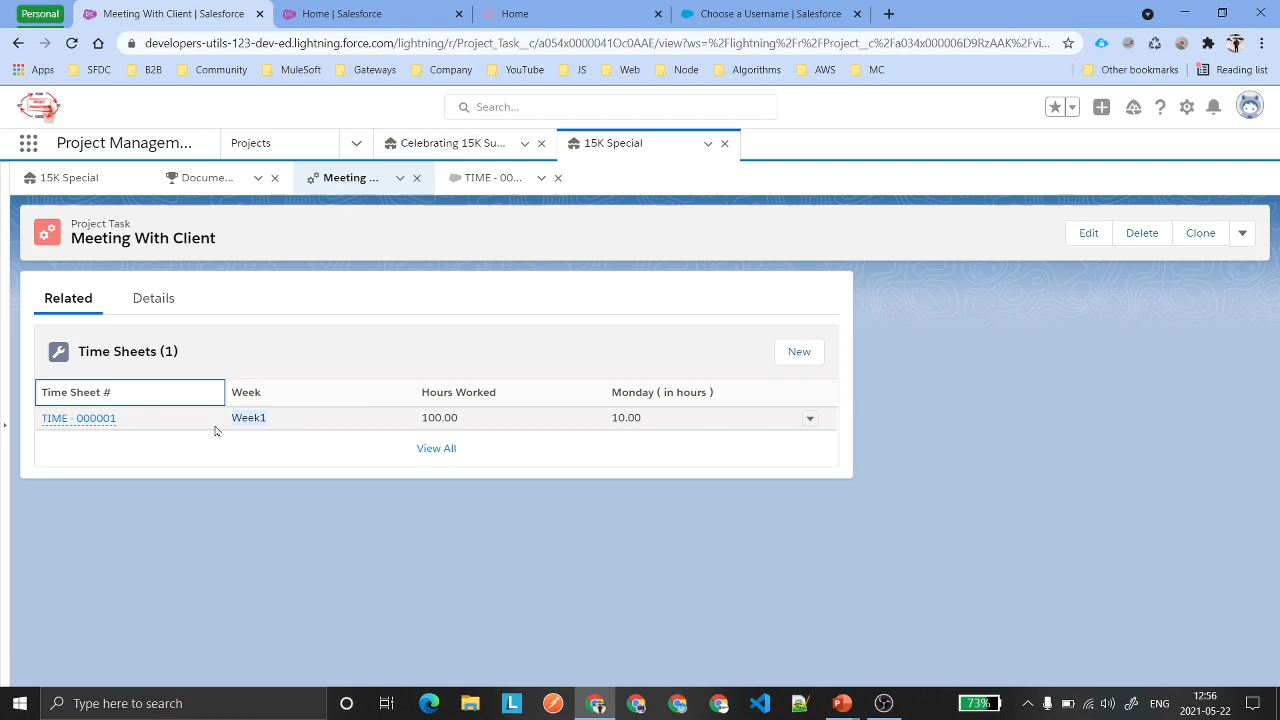 Personal
Meeting With Client | Salesforce
Home | Salesforce
Home
Choose a Username | Salesforce
developers-utils-123-dev-ed.lightning.force.com/lightning/r/Project_Task__c/a054x0000041Oc0AAE/view?ws=%2Flightning%2Fr%2FProject__c%2Fa034x000006D9RzAAK%2Fvi...
Apps SFDC B2B Community MuleSoft Gateways Company YouTube JS Web Node Algorithms AWS MC Other bookmarks Reading list
PROJECT MANAGEMENT
Search...
Project Managem...
Projects
Celebrating 15K Su...
15K Special
15K Special
Docume...
Meeting ...
TIME - 00...
Project Task
Meeting With Client
Edit Delete Clone
Related Details
Time Sheets (1)
New
Time Sheet # Week Hours Worked Monday ( in hours )
TIME - 000001 Week1 100.00 10.00
View All
Type here to search
73%
ENG
12:56
2021-05-22